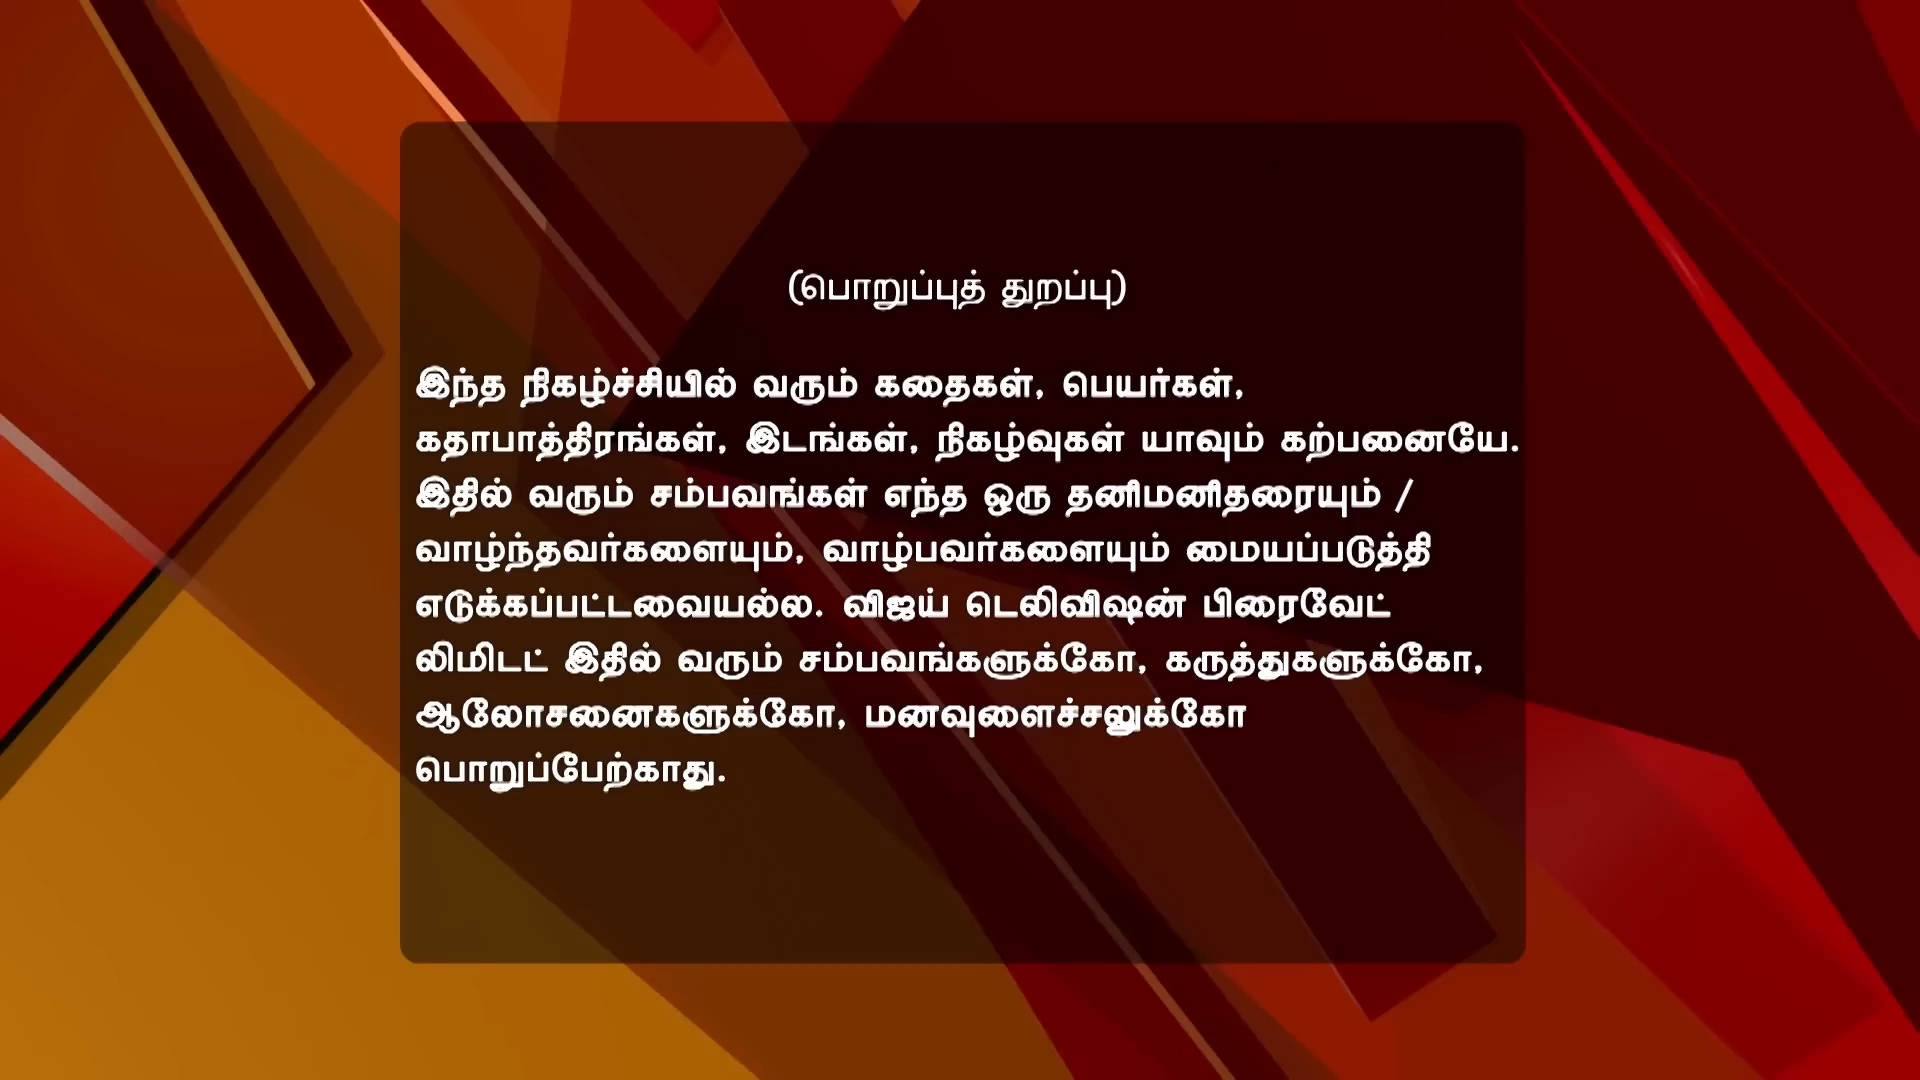 (பொறுப்புத் துறப்பு)
இந்த நிகழ்ச்சியில் வரும் கதைகள், பெயர்கள்,
கதாபாத்திரங்கள், இடங்கள், நிகழ்வுகள் யாவும் கற்பனையே.
இதில் வரும் சம்பவங்கள் எந்த ஒரு தனிமனிதரையும் /
வாழ்ந்தவர்களையும், வாழ்பவர்களையும் மையப்படுத்தி
எடுக்கப்பட்டவையல்ல. விஜய் டெலிவிஷன் பிரைவேட்
லிமிடட் இதில் வரும் சம்பவங்களுக்கோ, கருத்துகளுக்கோ,
ஆலோசனைகளுக்கோ, மனவுளைச்சலுக்கோ
பொறுப்பேற்காது.